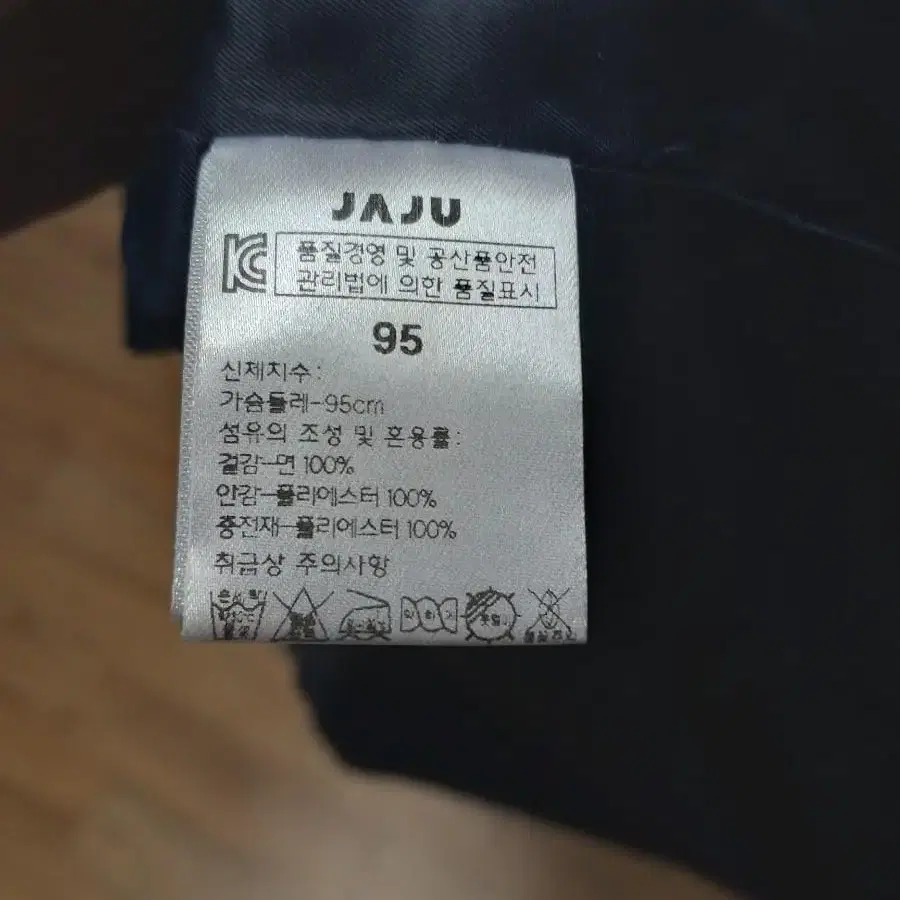 JAJU
품질경영 및 공산품안전
관리법에 의한 품질표시
95
신체치수:
가슴둘레-95cm
섬유의 조성 및 혼용률:
겉감-면 100%
안감-폴리에스터 100%
충전재-폴리에스터 100%
취급상 주의사항
약하게